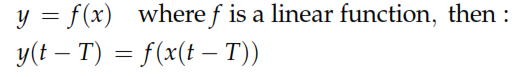 y = f(x) where f is a linear function, then :
y(t − T) = f(x(t − T))